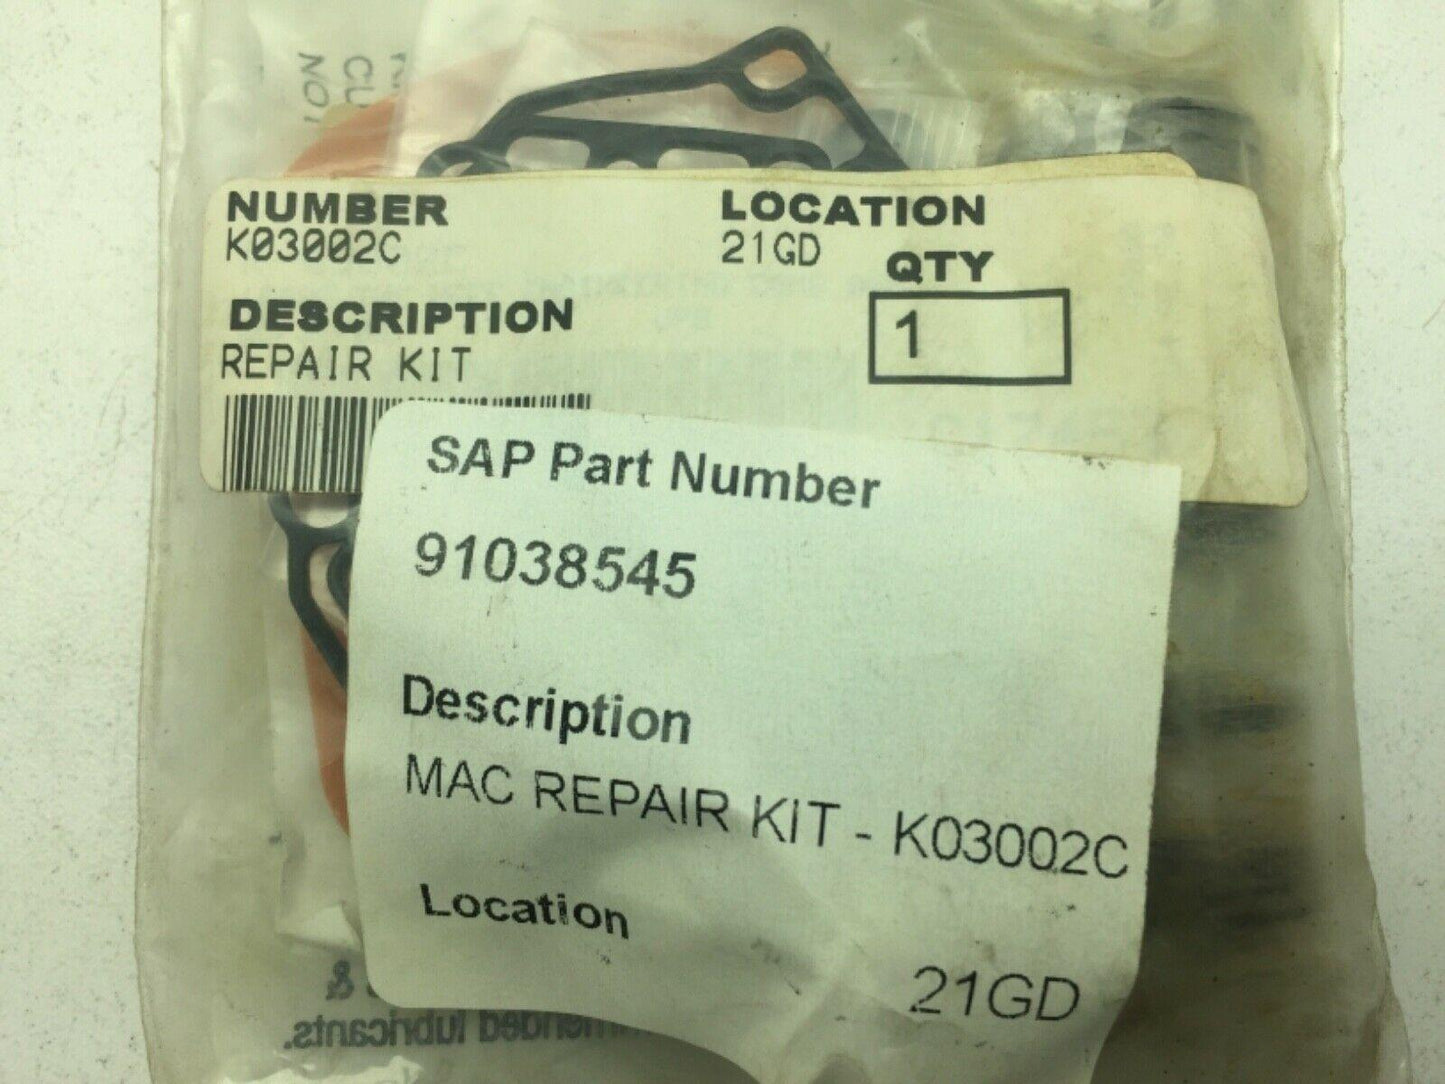 NUMBER
K03002C
LOCATION
21GD
QTY
1
DESCRIPTION
REPAIR KIT
SAP Part Number
91038545
Description
MAC REPAIR KIT - K03002C
Location
21GD
&
lubricants.